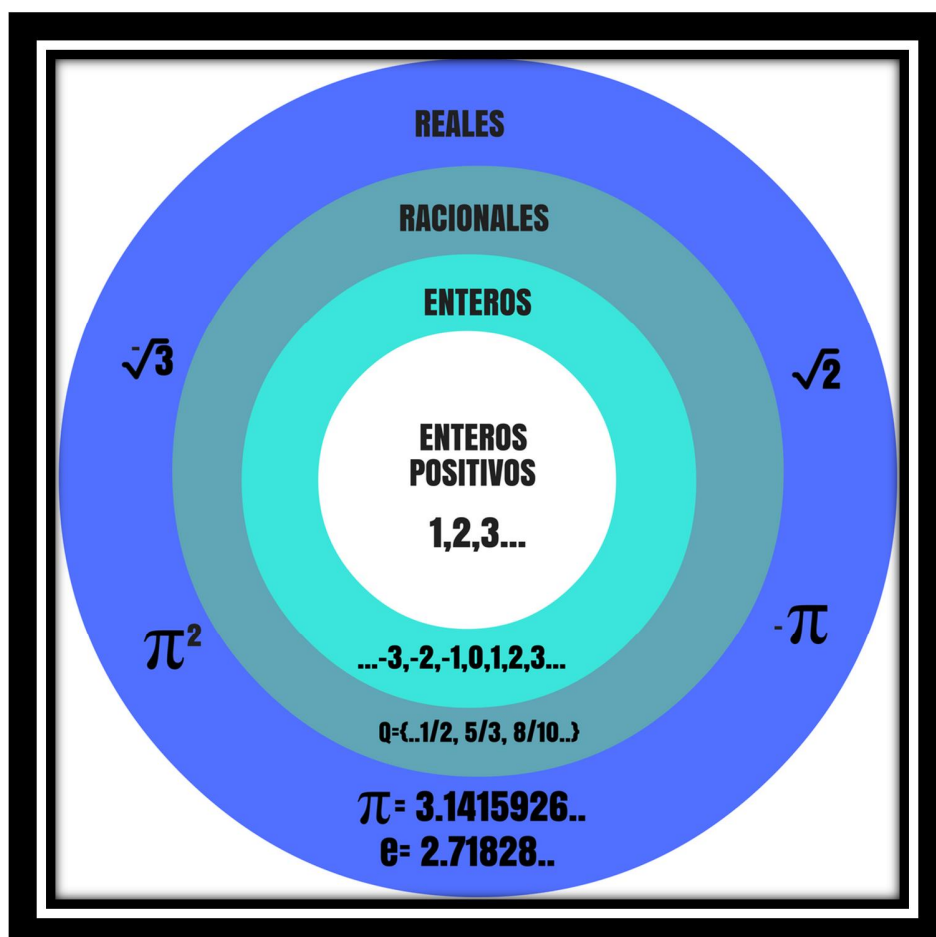 REALES
RACIONALES
ENTEROS
-√3
√2
ENTEROS
POSITIVOS
1,2,3...
π²
-π
...-3,-2,-1,0,1,2,3...
Q={..1/2, 5/3, 8/10..}
π= 3.1415926..
e= 2.71828..